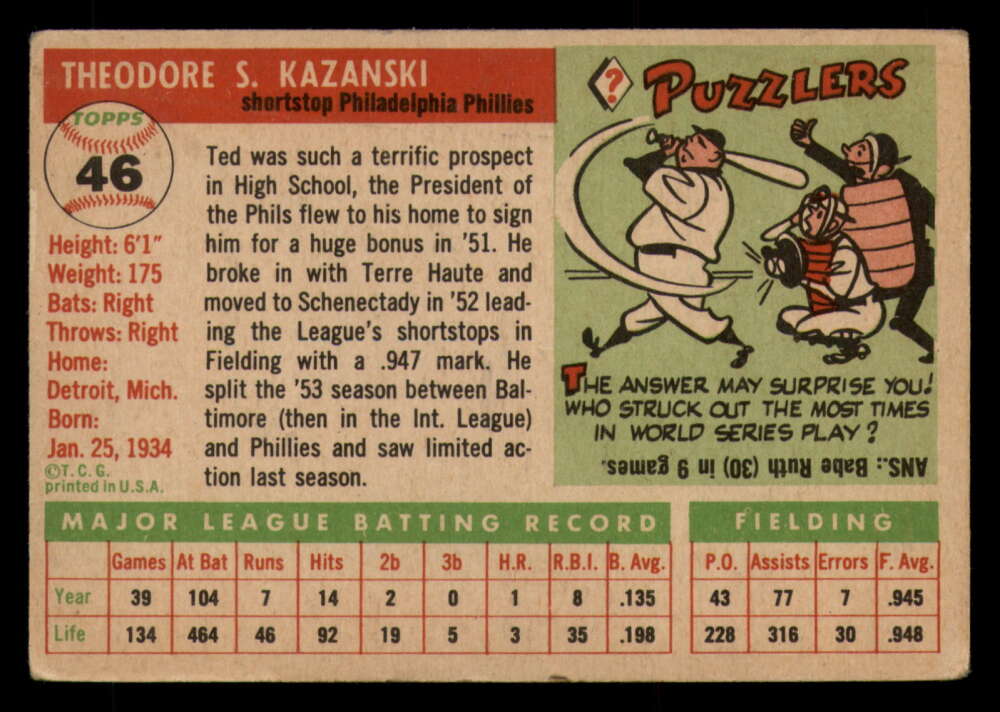 THEODORE S. KAZANSKI
shortstop Philadelphia Phillies
TOPPS
46
Height: 6'1"
Weight: 175
Bats: Right
Throws: Right
Home:
Detroit, Mich.
Born:
Jan. 25, 1934
©T.C.G.
printed in U.S.A.
Ted was such a terrific prospect
in High School, the President of
the Phils flew to his home to sign
him for a huge bonus in '51. He
broke in with Terre Haute and
moved to Schenectady in '52 lead-
ing the League's shortstops in
Fielding with a .947 mark. He
split the '53 season between Bal-
timore (then in the Int. League)
and Phillies and saw limited ac-
tion last season.
? PUZZLERS
THE ANSWER MAY SURPRISE YOU!
WHO STRUCK OUT THE MOST TIMES
IN WORLD SERIES PLAY?
ANS.: Babe Ruth (30) in 9 games.
MAJOR LEAGUE BATTING RECORD FIELDING
Games At Bat Runs Hits 2b 3b H.R. R.B.I. B. Avg. P.O. Assists Errors F. Avg.
Year 39 104 7 14 2 0 1 8 .135 43 77 7 .945
Life 134 464 46 92 19 5 3 35 .198 228 316 30 .948